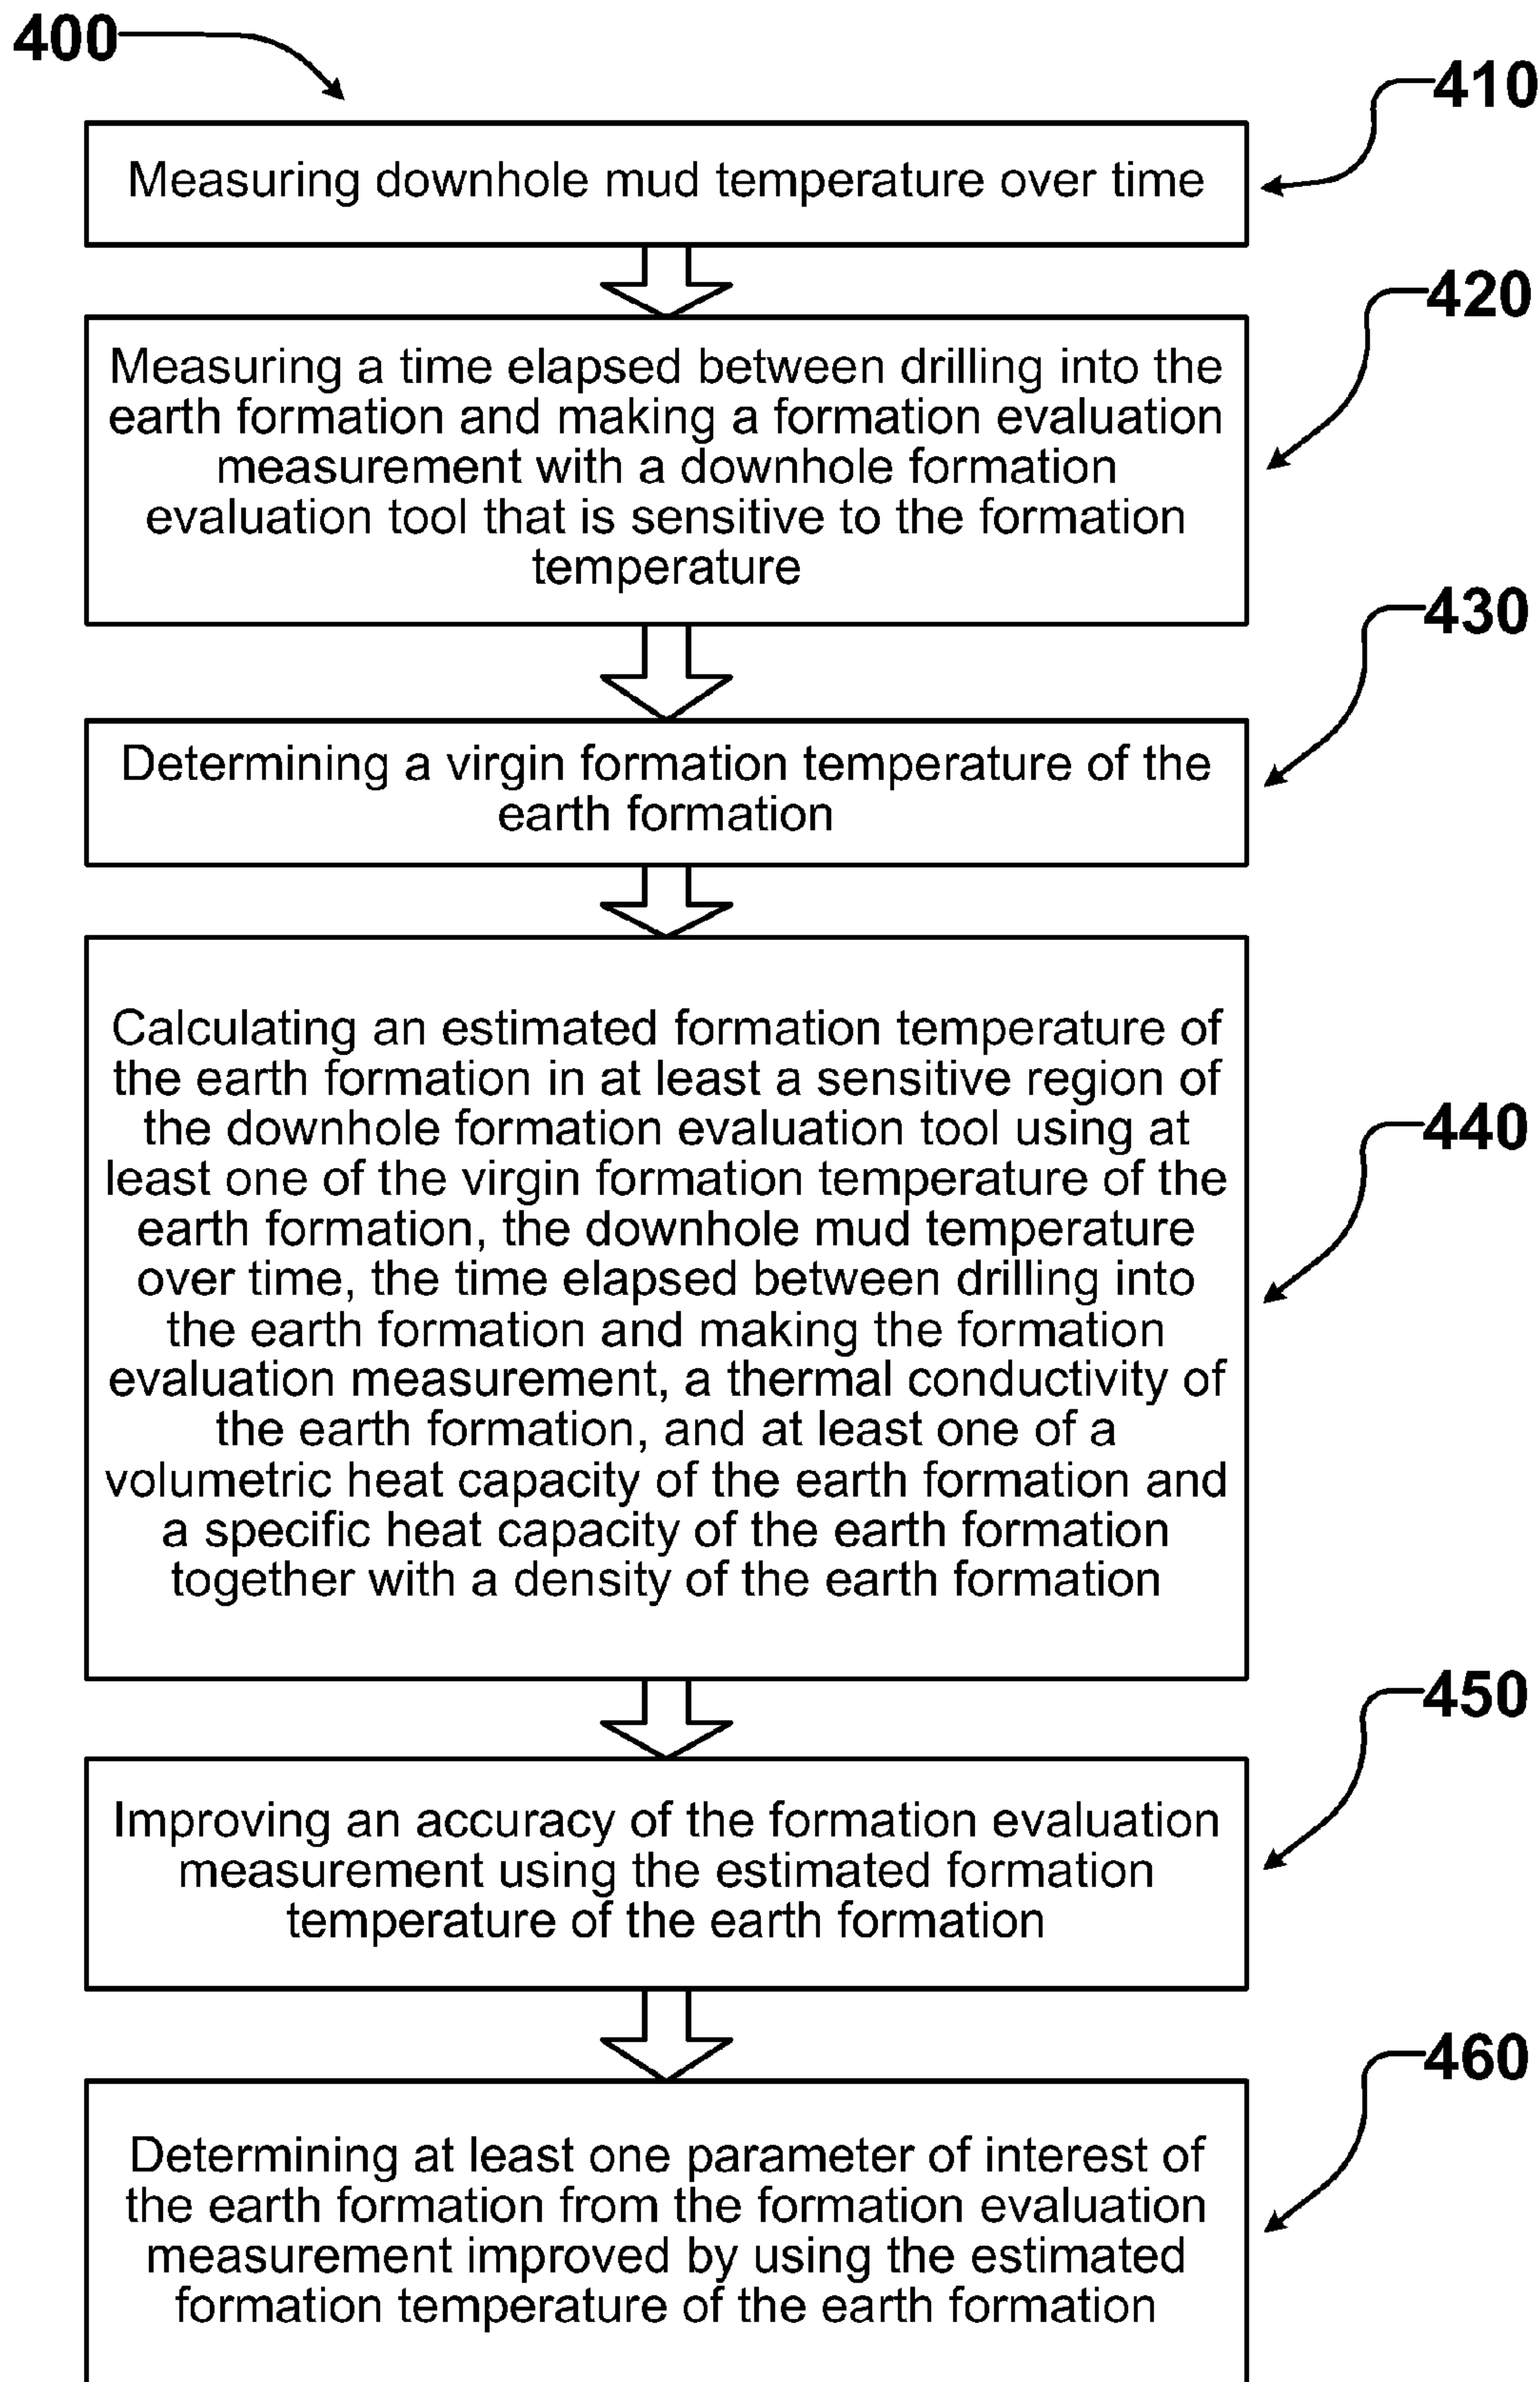 400
410
Measuring downhole mud temperature over time
420
Measuring a time elapsed between drilling into the
earth formation and making a formation evaluation
measurement with a downhole formation
evaluation tool that is sensitive to the formation
temperature
430
Determining a virgin formation temperature of the
earth formation
440
Calculating an estimated formation temperature of
the earth formation in at least a sensitive region of
the downhole formation evaluation tool using at
least one of the virgin formation temperature of the
earth formation, the downhole mud temperature
over time, the time elapsed between drilling into
the earth formation and making the formation
evaluation measurement, a thermal conductivity of
the earth formation, and at least one of a
volumetric heat capacity of the earth formation and
a specific heat capacity of the earth formation
together with a density of the earth formation
450
Improving an accuracy of the formation evaluation
measurement using the estimated formation
temperature of the earth formation
460
Determining at least one parameter of interest of
the earth formation from the formation evaluation
measurement improved by using the estimated
formation temperature of the earth formation